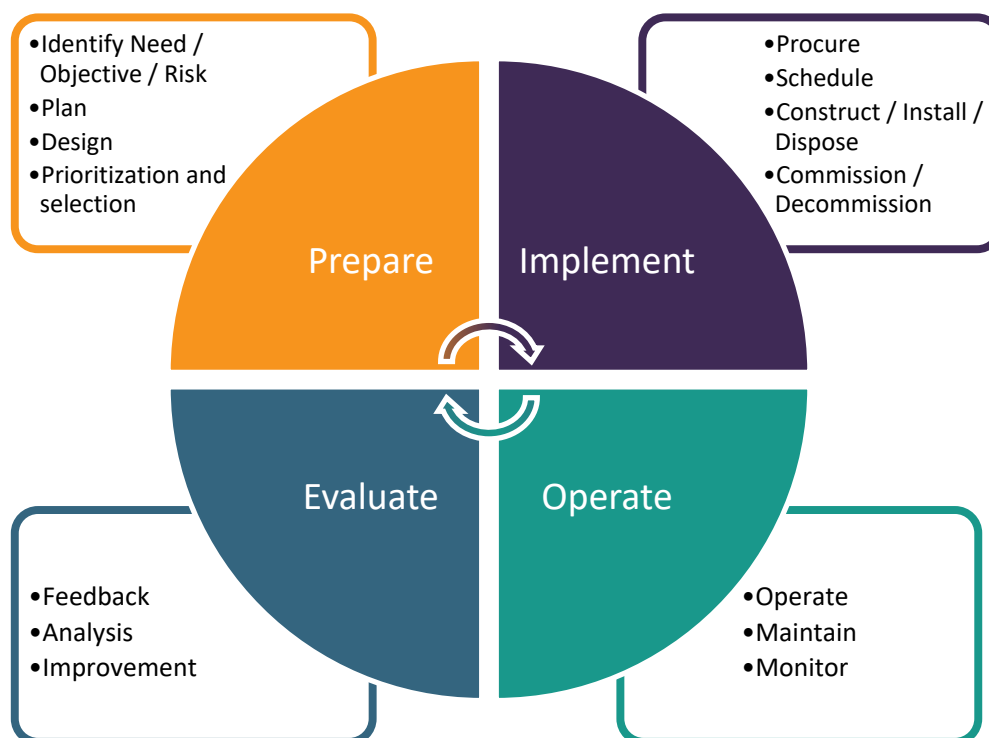 •Identify Need /
Objective / Risk
•Plan
•Design
•Prioritization and
selection
•Procure
•Schedule
•Construct / Install /
Dispose
•Commission /
Decommission
Prepare
Implement
Evaluate
Operate
•Feedback
•Analysis
•Improvement
•Operate
•Maintain
•Monitor